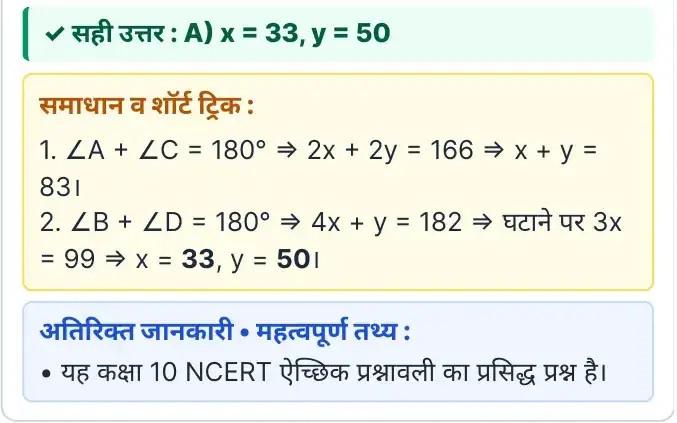 ✓ सही उत्तर : A) x = 33, y = 50
समाधान व शॉर्ट ट्रिक :
1. ∠A + ∠C = 180° ⇒ 2x + 2y = 166 ⇒ x + y =
83।
2. ∠B + ∠D = 180° ⇒ 4x + y = 182 ⇒ घटाने पर 3x
= 99 ⇒ x = 33, y = 50।
अतिरिक्त जानकारी • महत्वपूर्ण तथ्य :
• यह कक्षा 10 NCERT ऐच्छिक प्रश्नावली का प्रसिद्ध प्रश्न है।